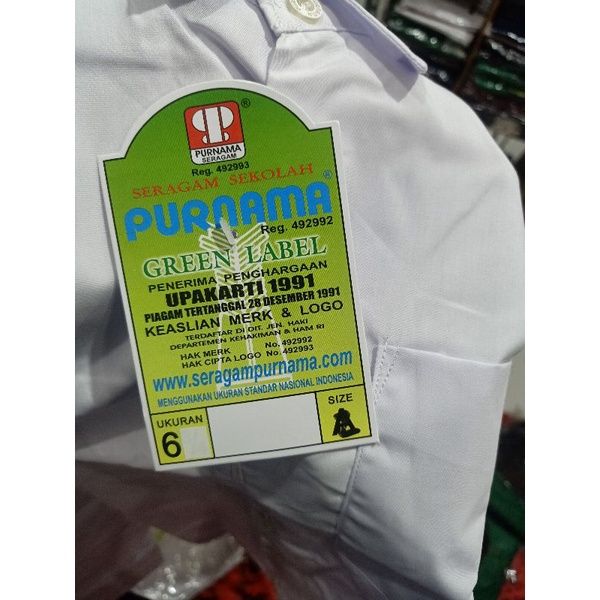 PURNAMA
SERAGAM
®
Reg. 492993
SERAGAM SEKOLAH
PURNAMA ®
Reg. 492992
GREEN LABEL
PENERIMA PENGHARGAAN
UPAKARTI 1991
PIAGAM TERTANGGAL 28 DESEMBER 1991
KEASLIAN MERK & LOGO
TERDAFTAR DI DIT. JEN. HAKI
DEPARTEMEN KEHAKIMAN & HAM RI
HAK MERK No. 492992
HAK CIPTA LOGO No. 492993
www.seragampurnama.com
MENGGUNAKAN UKURAN STANDAR NASIONAL INDONESIA
UKURAN SIZE
6